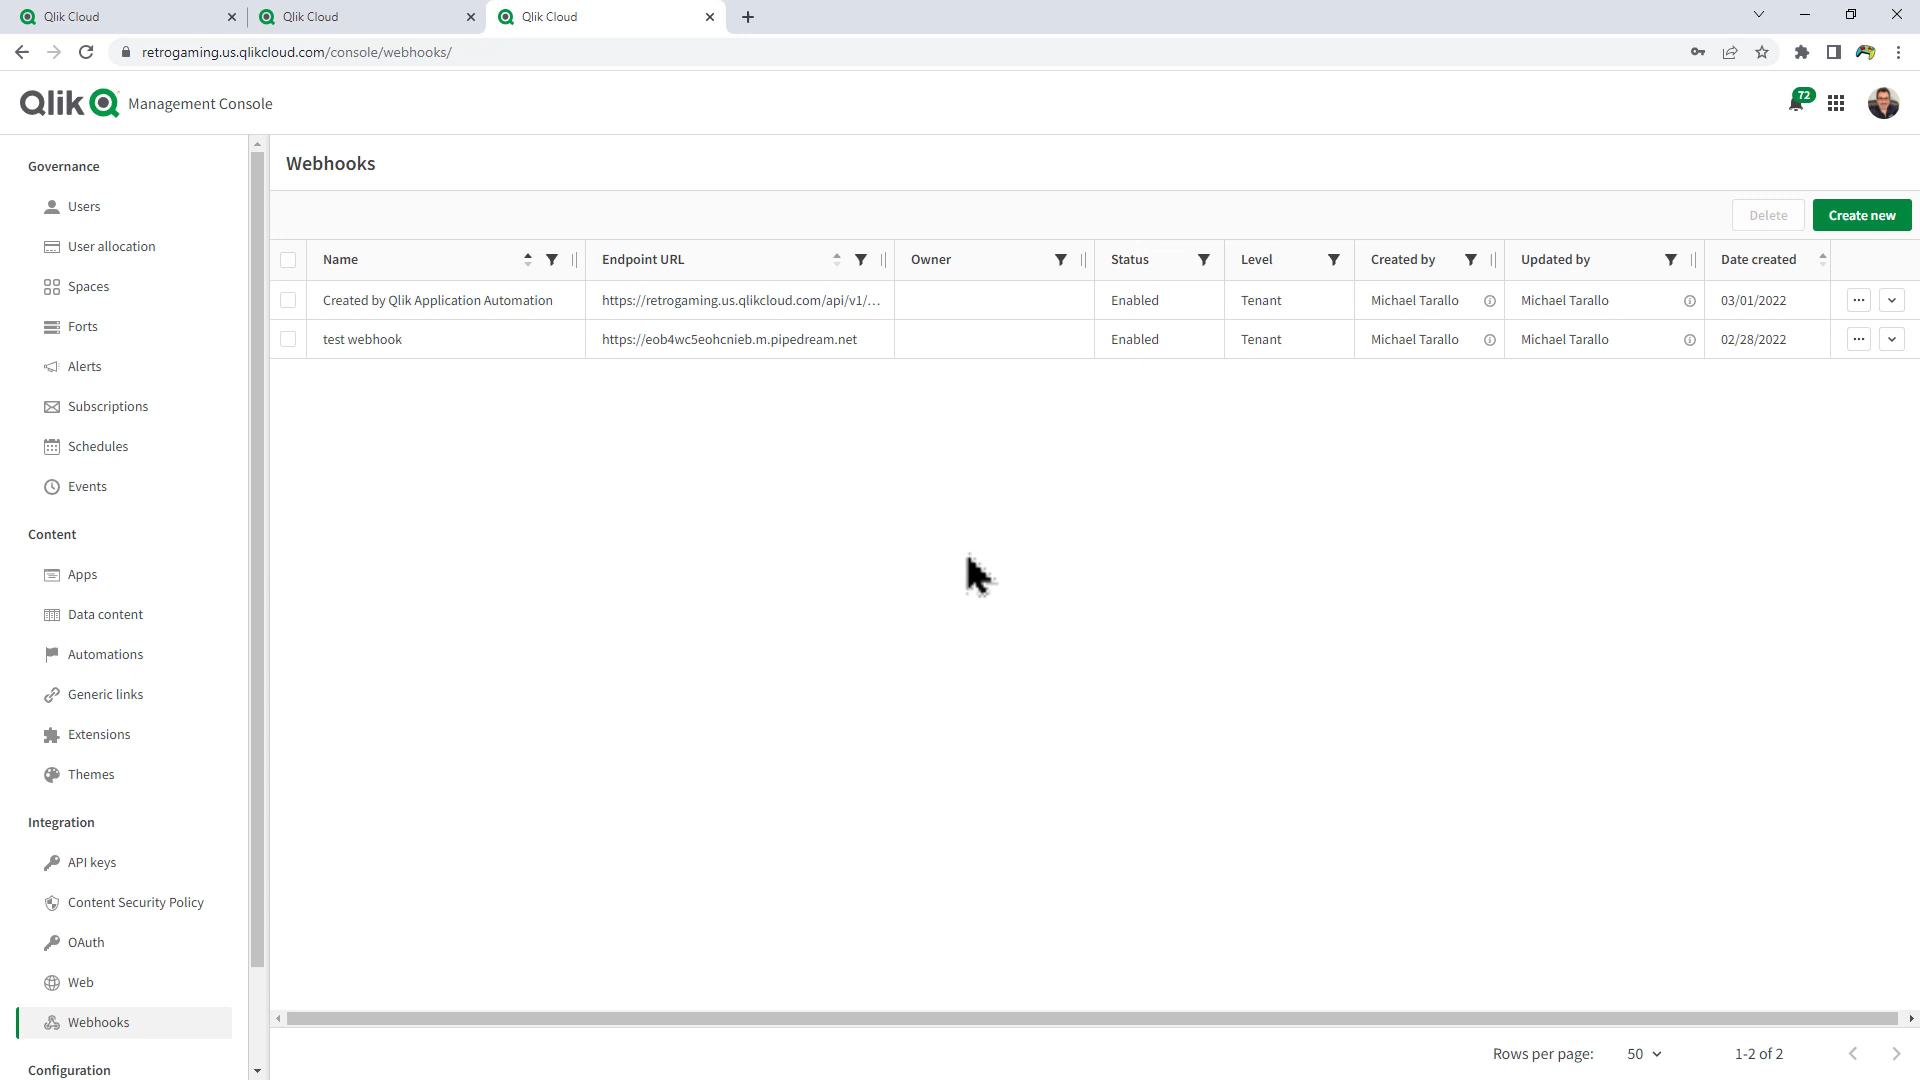 Qlik Cloud
Qlik Cloud
Qlik Cloud
retrogaming.us.qlikcloud.com/console/webhooks/
Qlik Management Console
72
Governance
Users
User allocation
Spaces
Forts
Alerts
Subscriptions
Schedules
Events
Content
Apps
Data content
Automations
Generic links
Extensions
Themes
Integration
API keys
Content Security Policy
OAuth
Web
Webhooks
Configuration
Webhooks
Delete Create new
Name Endpoint URL Owner Status Level Created by Updated by Date created
Created by Qlik Application Automation https://retrogaming.us.qlikcloud.com/api/v1/... Enabled Tenant Michael Tarallo Michael Tarallo 03/01/2022
test webhook https://eob4wc5eohcnieb.m.pipedream.net Enabled Tenant Michael Tarallo Michael Tarallo 02/28/2022
Rows per page: 50 1-2 of 2